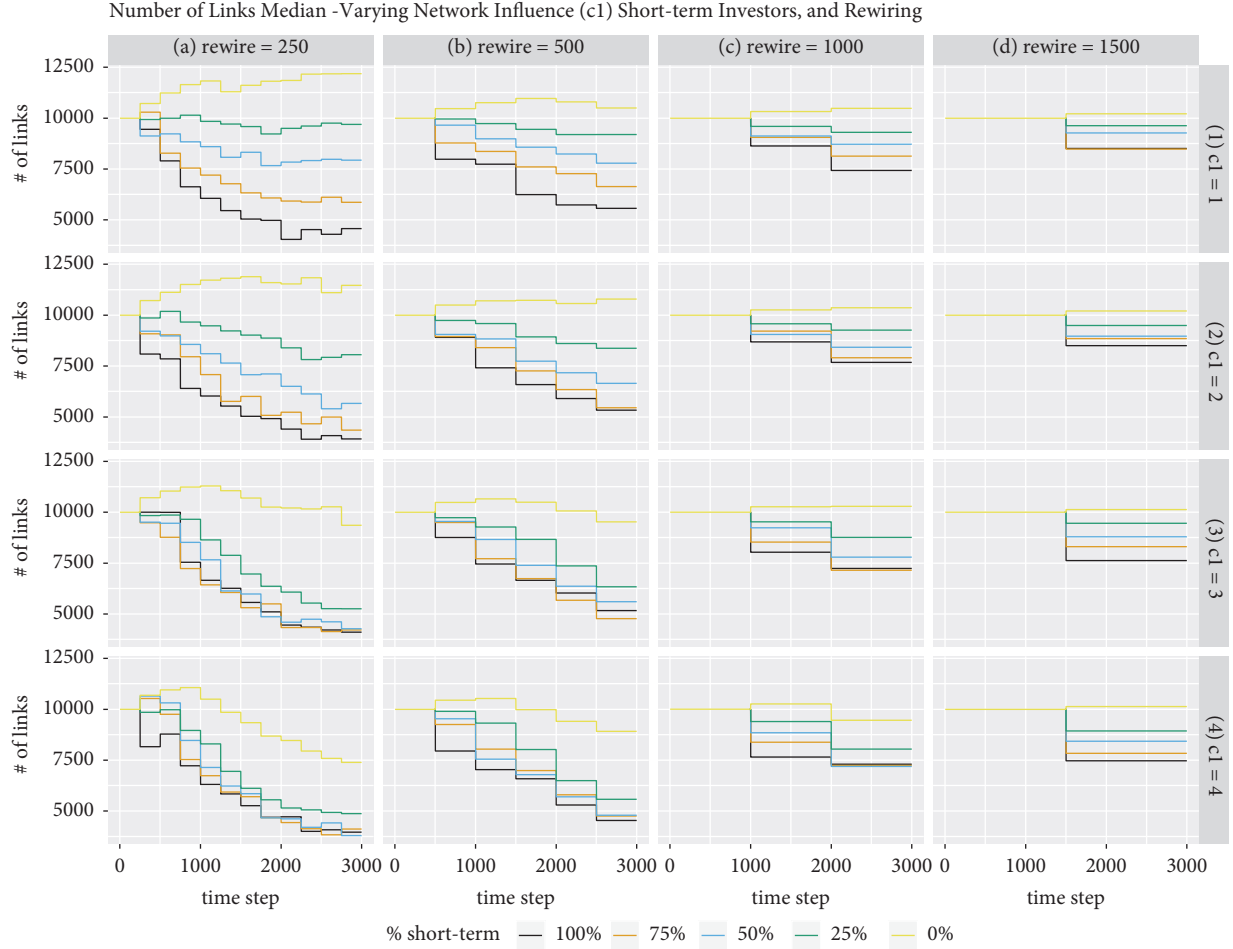 Number of Links Median -Varying Network Influence (c1) Short-term Investors, and Rewiring
(a) rewire = 250
(b) rewire = 500
(c) rewire = 1000
(d) rewire = 1500
12500
10000
7500
5000
# of links
(1) c1 = 1
12500
10000
7500
5000
# of links
(2) c1 = 2
12500
10000
7500
5000
# of links
(3) c1 = 3
12500
10000
7500
5000
# of links
(4) c1 = 4
0 1000 2000 3000
0 1000 2000 3000
0 1000 2000 3000
0 1000 2000 3000
time step
time step
time step
time step
% short-term
100%
75%
50%
25%
0%